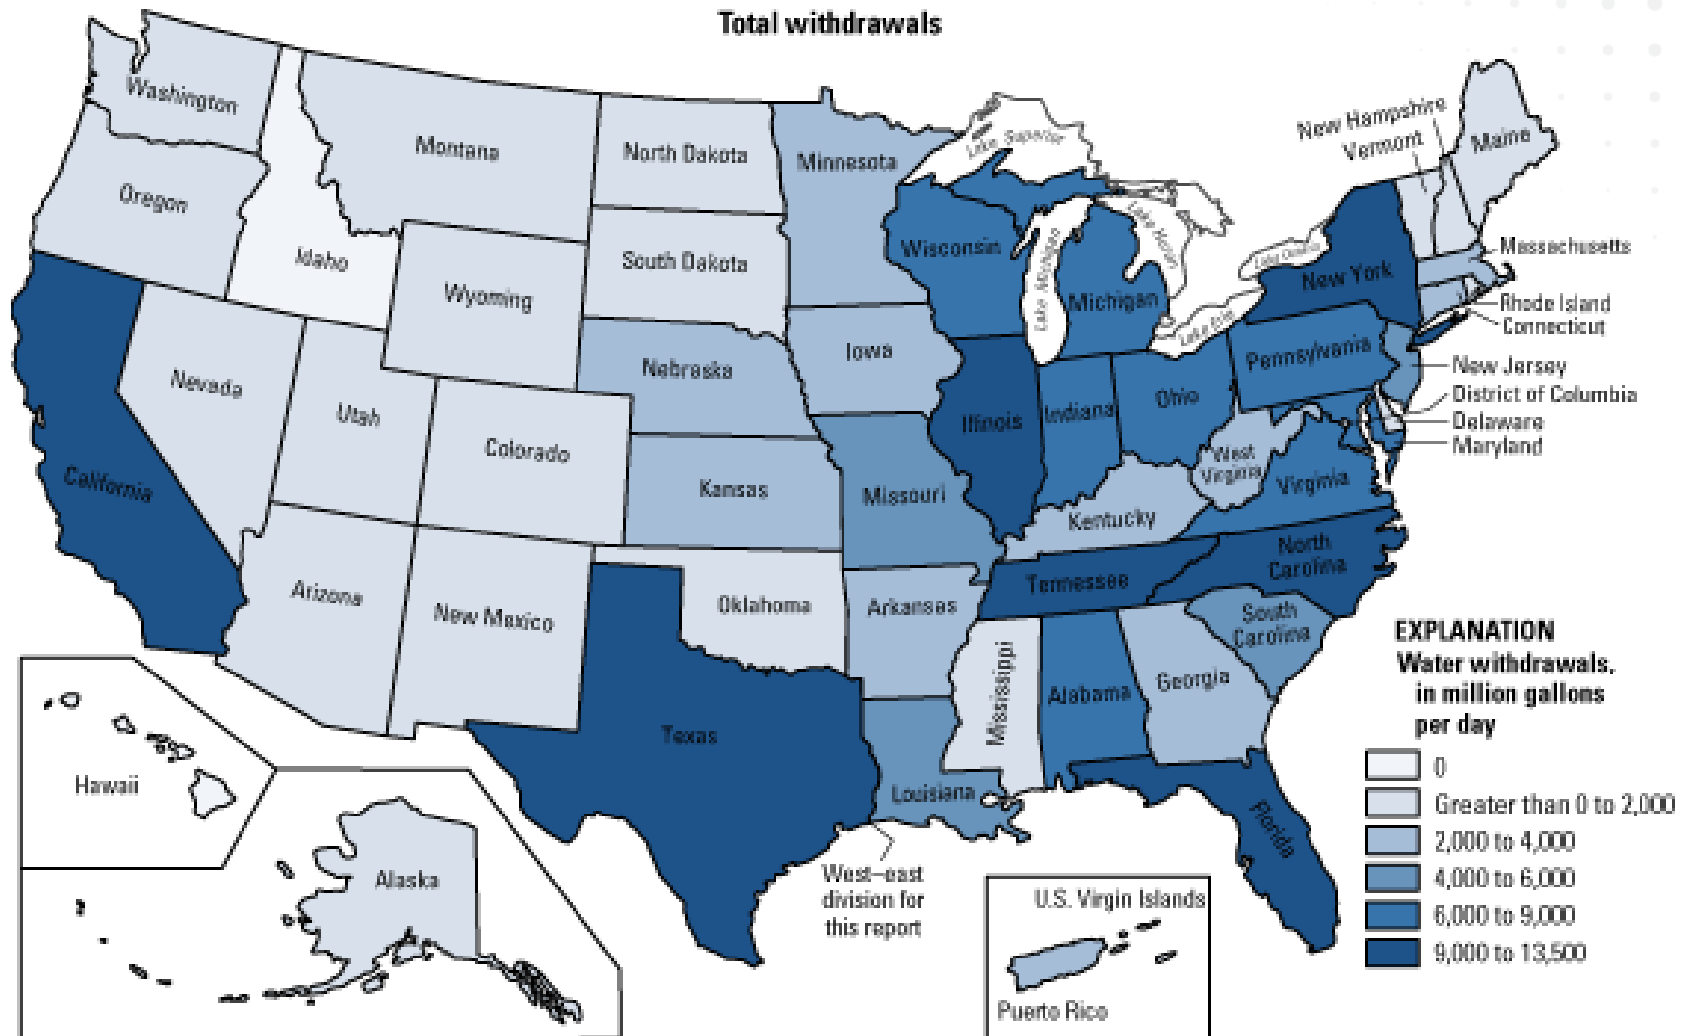 Total withdrawals
Washington
Oregon
California
Idaho
Nevada
Montana
Wyoming
Utah
Arizona
Colorado
New Mexico
North Dakota
South Dakota
Nebraska
Kansas
Oklahoma
Texas
Minnesota
Iowa
Missouri
Arkansas
Louisiana
Lake Superior
Wisconsin
Lake Michigan
Michigan
Lake Huron
Illinois
Indiana
Ohio
Lake Erie
Kentucky
Tennessee
Mississippi
Alabama
Georgia
Florida
South
Carolina
North
Carolina
Virginia
West
Virginia
Pennsylvania
New York
New Hampshire
Vermont
Maine
Massachusetts
Rhode Island
Connecticut
New Jersey
District of Columbia
Delaware
Maryland
Hawaii
Alaska
West–east
division for
this report
U.S. Virgin Islands
Puerto Rico
EXPLANATION
Water withdrawals,
in million gallons
per day
0
Greater than 0 to 2,000
2,000 to 4,000
4,000 to 6,000
6,000 to 9,000
9,000 to 13,500